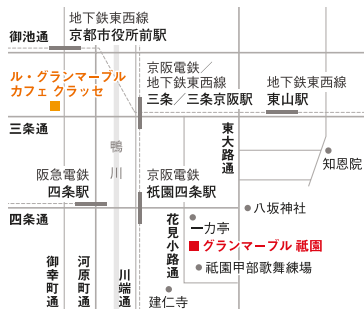 地下鉄東西線
京都市役所前駅
御池通
ル・グランマーブル
カフェ クラッセ
京阪電鉄／
地下鉄東西線
三条／三条京阪駅
地下鉄東西線
東山駅
三条通
鴨川
東大路通
知恩院
阪急電鉄
四条駅
京阪電鉄
祇園四条駅
四条通
八坂神社
花見小路通
一力亭
グランマーブル 祇園
祇園甲部歌舞練場
御幸町通
河原町通
川端通
建仁寺